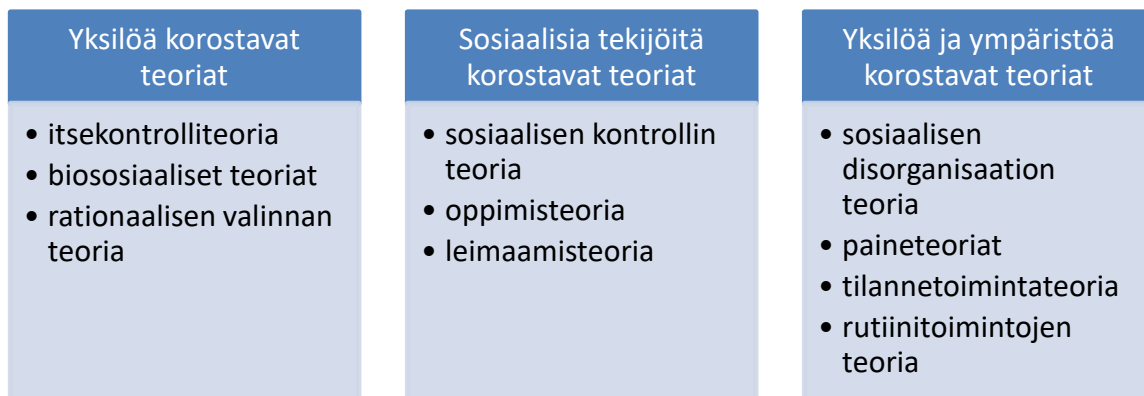 Yksilöä korostavat
teoriat
• itsekontrolliteoria
• biososiaaliset teoriat
• rationaalisen valinnan
teoria
Sosiaalisia tekijöitä
korostavat teoriat
• sosiaalisen kontrollin
teoria
• oppimisteoria
• leimaamisteoria
Yksilöä ja ympäristöä
korostavat teoriat
• sosiaalisen
disorganisaation
teoria
• paineteoriat
• tilannetoimintateoria
• rutiinitoimintojen
teoria